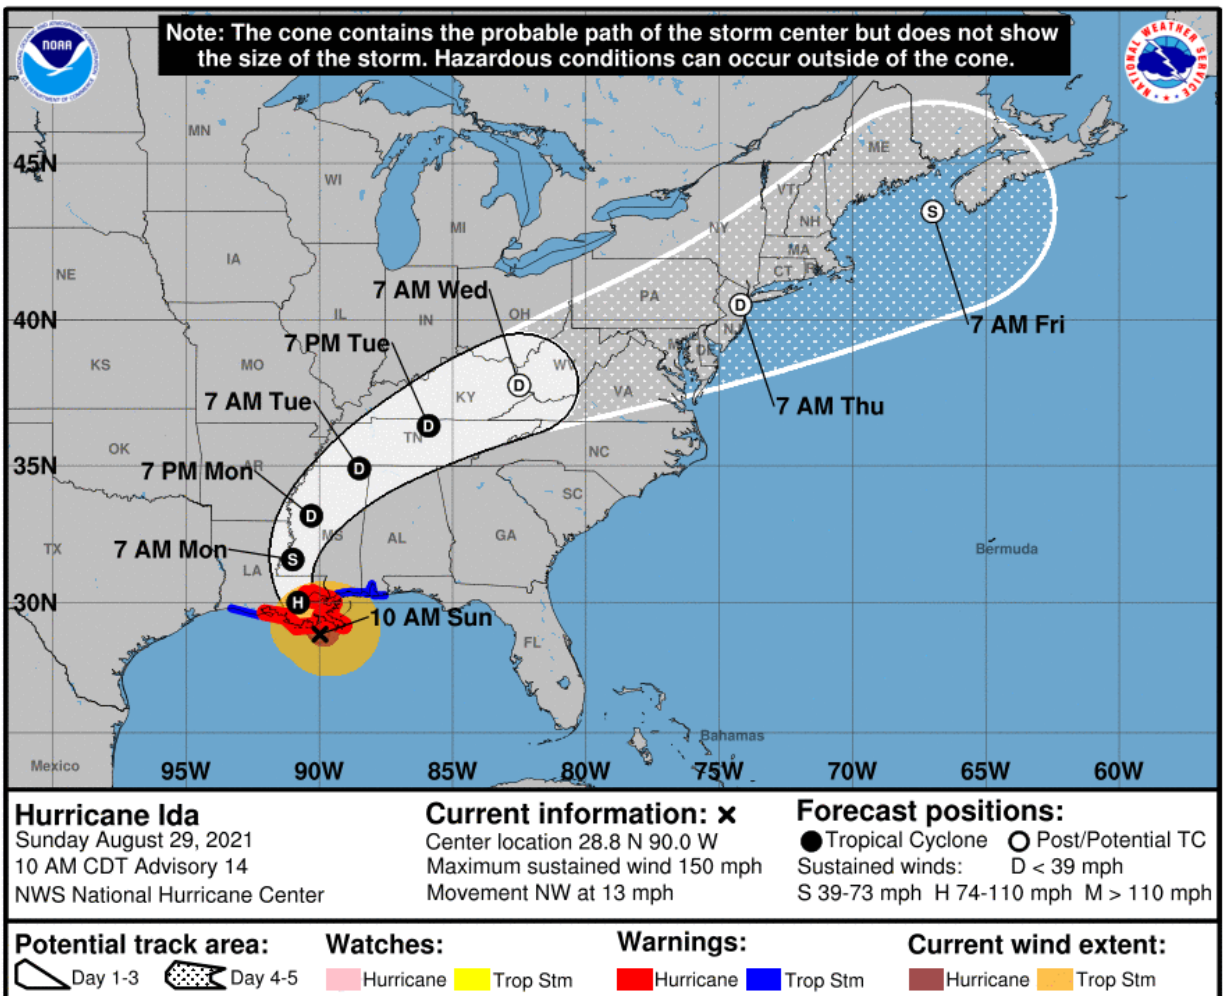 Note: The cone contains the probable path of the storm center but does not show
the size of the storm. Hazardous conditions can occur outside of the cone.
NOAA
NATIONAL WEATHER SERVICE
MN
45N
WI
MI
ME
VT
NH
NY
MA
CT
RI
S
7 AM Fri
NE
IA
7 AM Wed
PA
D
7 AM Thu
40N
IL
IN
OH
NJ
7 PM Tue
DE
KS
MO
WV
D
VA
KY
7 AM Tue
D
TN
OK
NC
35N
AR
7 PM Mon
D
SC
D
MS
AL
GA
TX
7 AM Mon
S
Bermuda
LA
30N
H
10 AM Sun
FL
Bahamas
Mexico
95W
90W
85W
80W
75W
70W
65W
60W
Hurricane Ida
Sunday August 29, 2021
10 AM CDT Advisory 14
NWS National Hurricane Center
Current information: ×
Center location 28.8 N 90.0 W
Maximum sustained wind 150 mph
Movement NW at 13 mph
Forecast positions:
Tropical Cyclone Post/Potential TC
Sustained winds: D < 39 mph
S 39-73 mph H 74-110 mph M > 110 mph
Potential track area:
Day 1-3 Day 4-5
Watches:
Hurricane Trop Stm
Warnings:
Hurricane Trop Stm
Current wind extent:
Hurricane Trop Stm